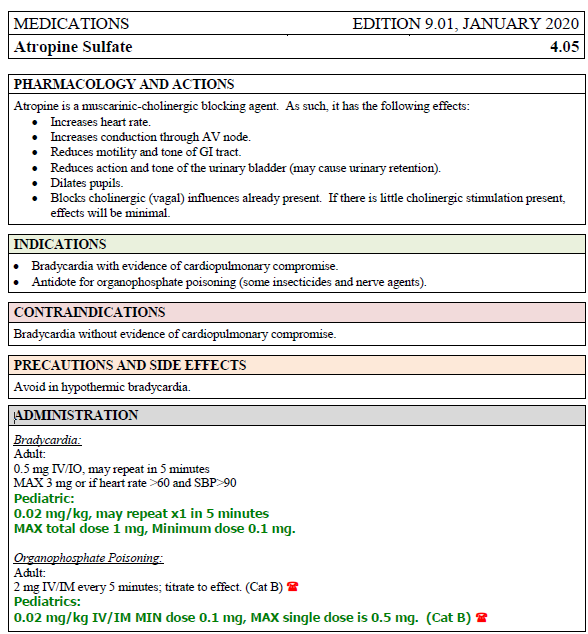 MEDICATIONS EDITION 9.01, JANUARY 2020
Atropine Sulfate 4.05
PHARMACOLOGY AND ACTIONS
Atropine is a muscarinic-cholinergic blocking agent. As such, it has the following effects:
• Increases heart rate.
• Increases conduction through AV node.
• Reduces motility and tone of GI tract.
• Reduces action and tone of the urinary bladder (may cause urinary retention).
• Dilates pupils.
• Blocks cholinergic (vagal) influences already present. If there is little cholinergic stimulation present,
effects will be minimal.
INDICATIONS
• Bradycardia with evidence of cardiopulmonary compromise.
• Antidote for organophosphate poisoning (some insecticides and nerve agents).
CONTRAINDICATIONS
Bradycardia without evidence of cardiopulmonary compromise.
PRECAUTIONS AND SIDE EFFECTS
Avoid in hypothermic bradycardia.
ADMINISTRATION
Bradycardia:
Adult:
0.5 mg IV/IO, may repeat in 5 minutes
MAX 3 mg or if heart rate >60 and SBP>90
Pediatric:
0.02 mg/kg, may repeat x1 in 5 minutes
MAX total dose 1 mg, Minimum dose 0.1 mg.
Organophosphate Poisoning:
Adult:
2 mg IV/IM every 5 minutes; titrate to effect. (Cat B) ☎
Pediatrics:
0.02 mg/kg IV/IM MIN dose 0.1 mg, MAX single dose is 0.5 mg. (Cat B) ☎